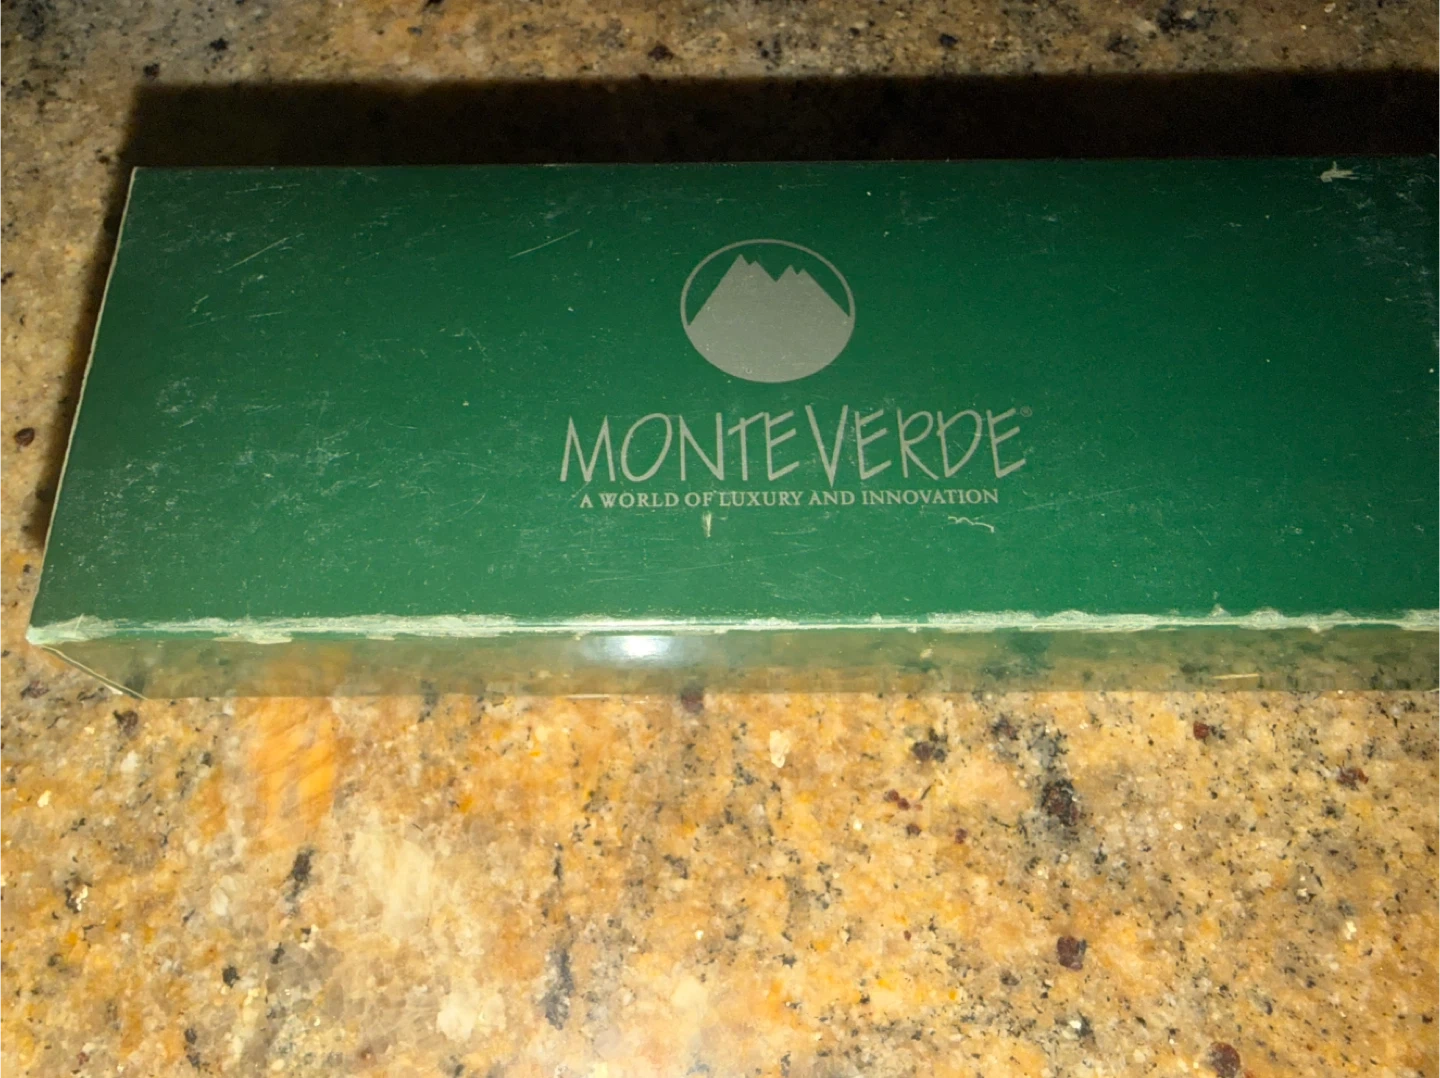 MONTEVERDE®
A WORLD OF LUXURY AND INNOVATION